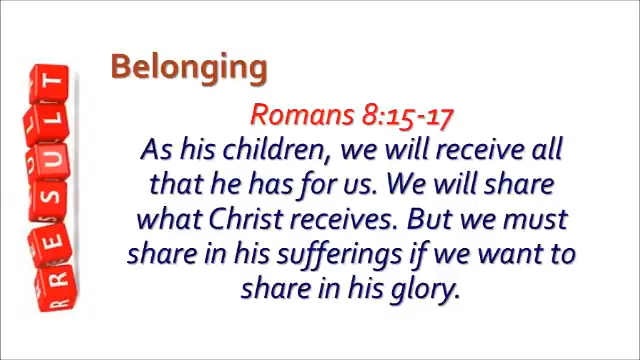 Belonging
Romans 8:15-17
As his children, we will receive all
that he has for us. We will share
what Christ receives. But we must
share in his sufferings if we want to
share in his glory.
RESULT